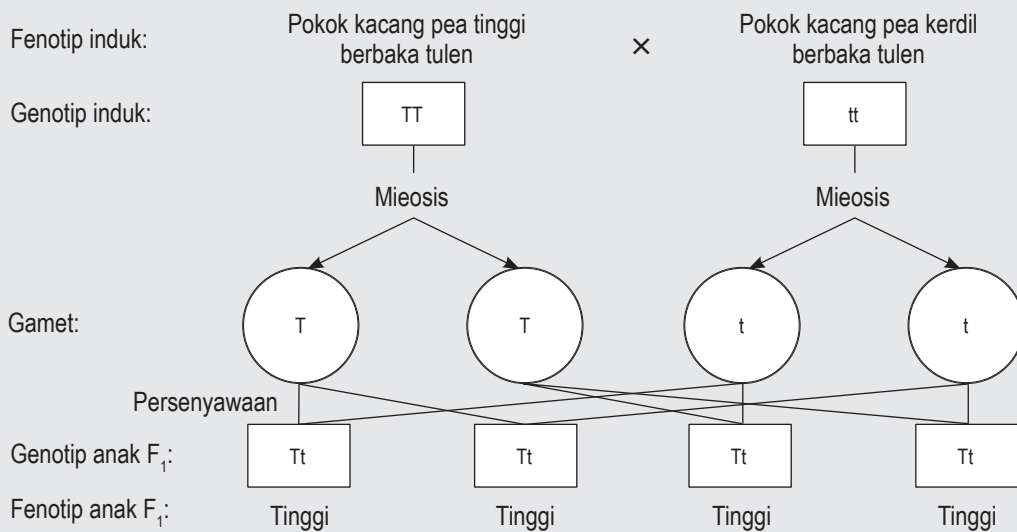 Fenotip induk:
Pokok kacang pea tinggi
berbaka tulen
×
Pokok kacang pea kerdil
berbaka tulen
Genotip induk:
TT
tt
Mieosis
Mieosis
Gamet:
T
T
t
t
Persenyawaan
Genotip anak F₁:
Tt
Tt
Tt
Tt
Fenotip anak F₁:
Tinggi
Tinggi
Tinggi
Tinggi